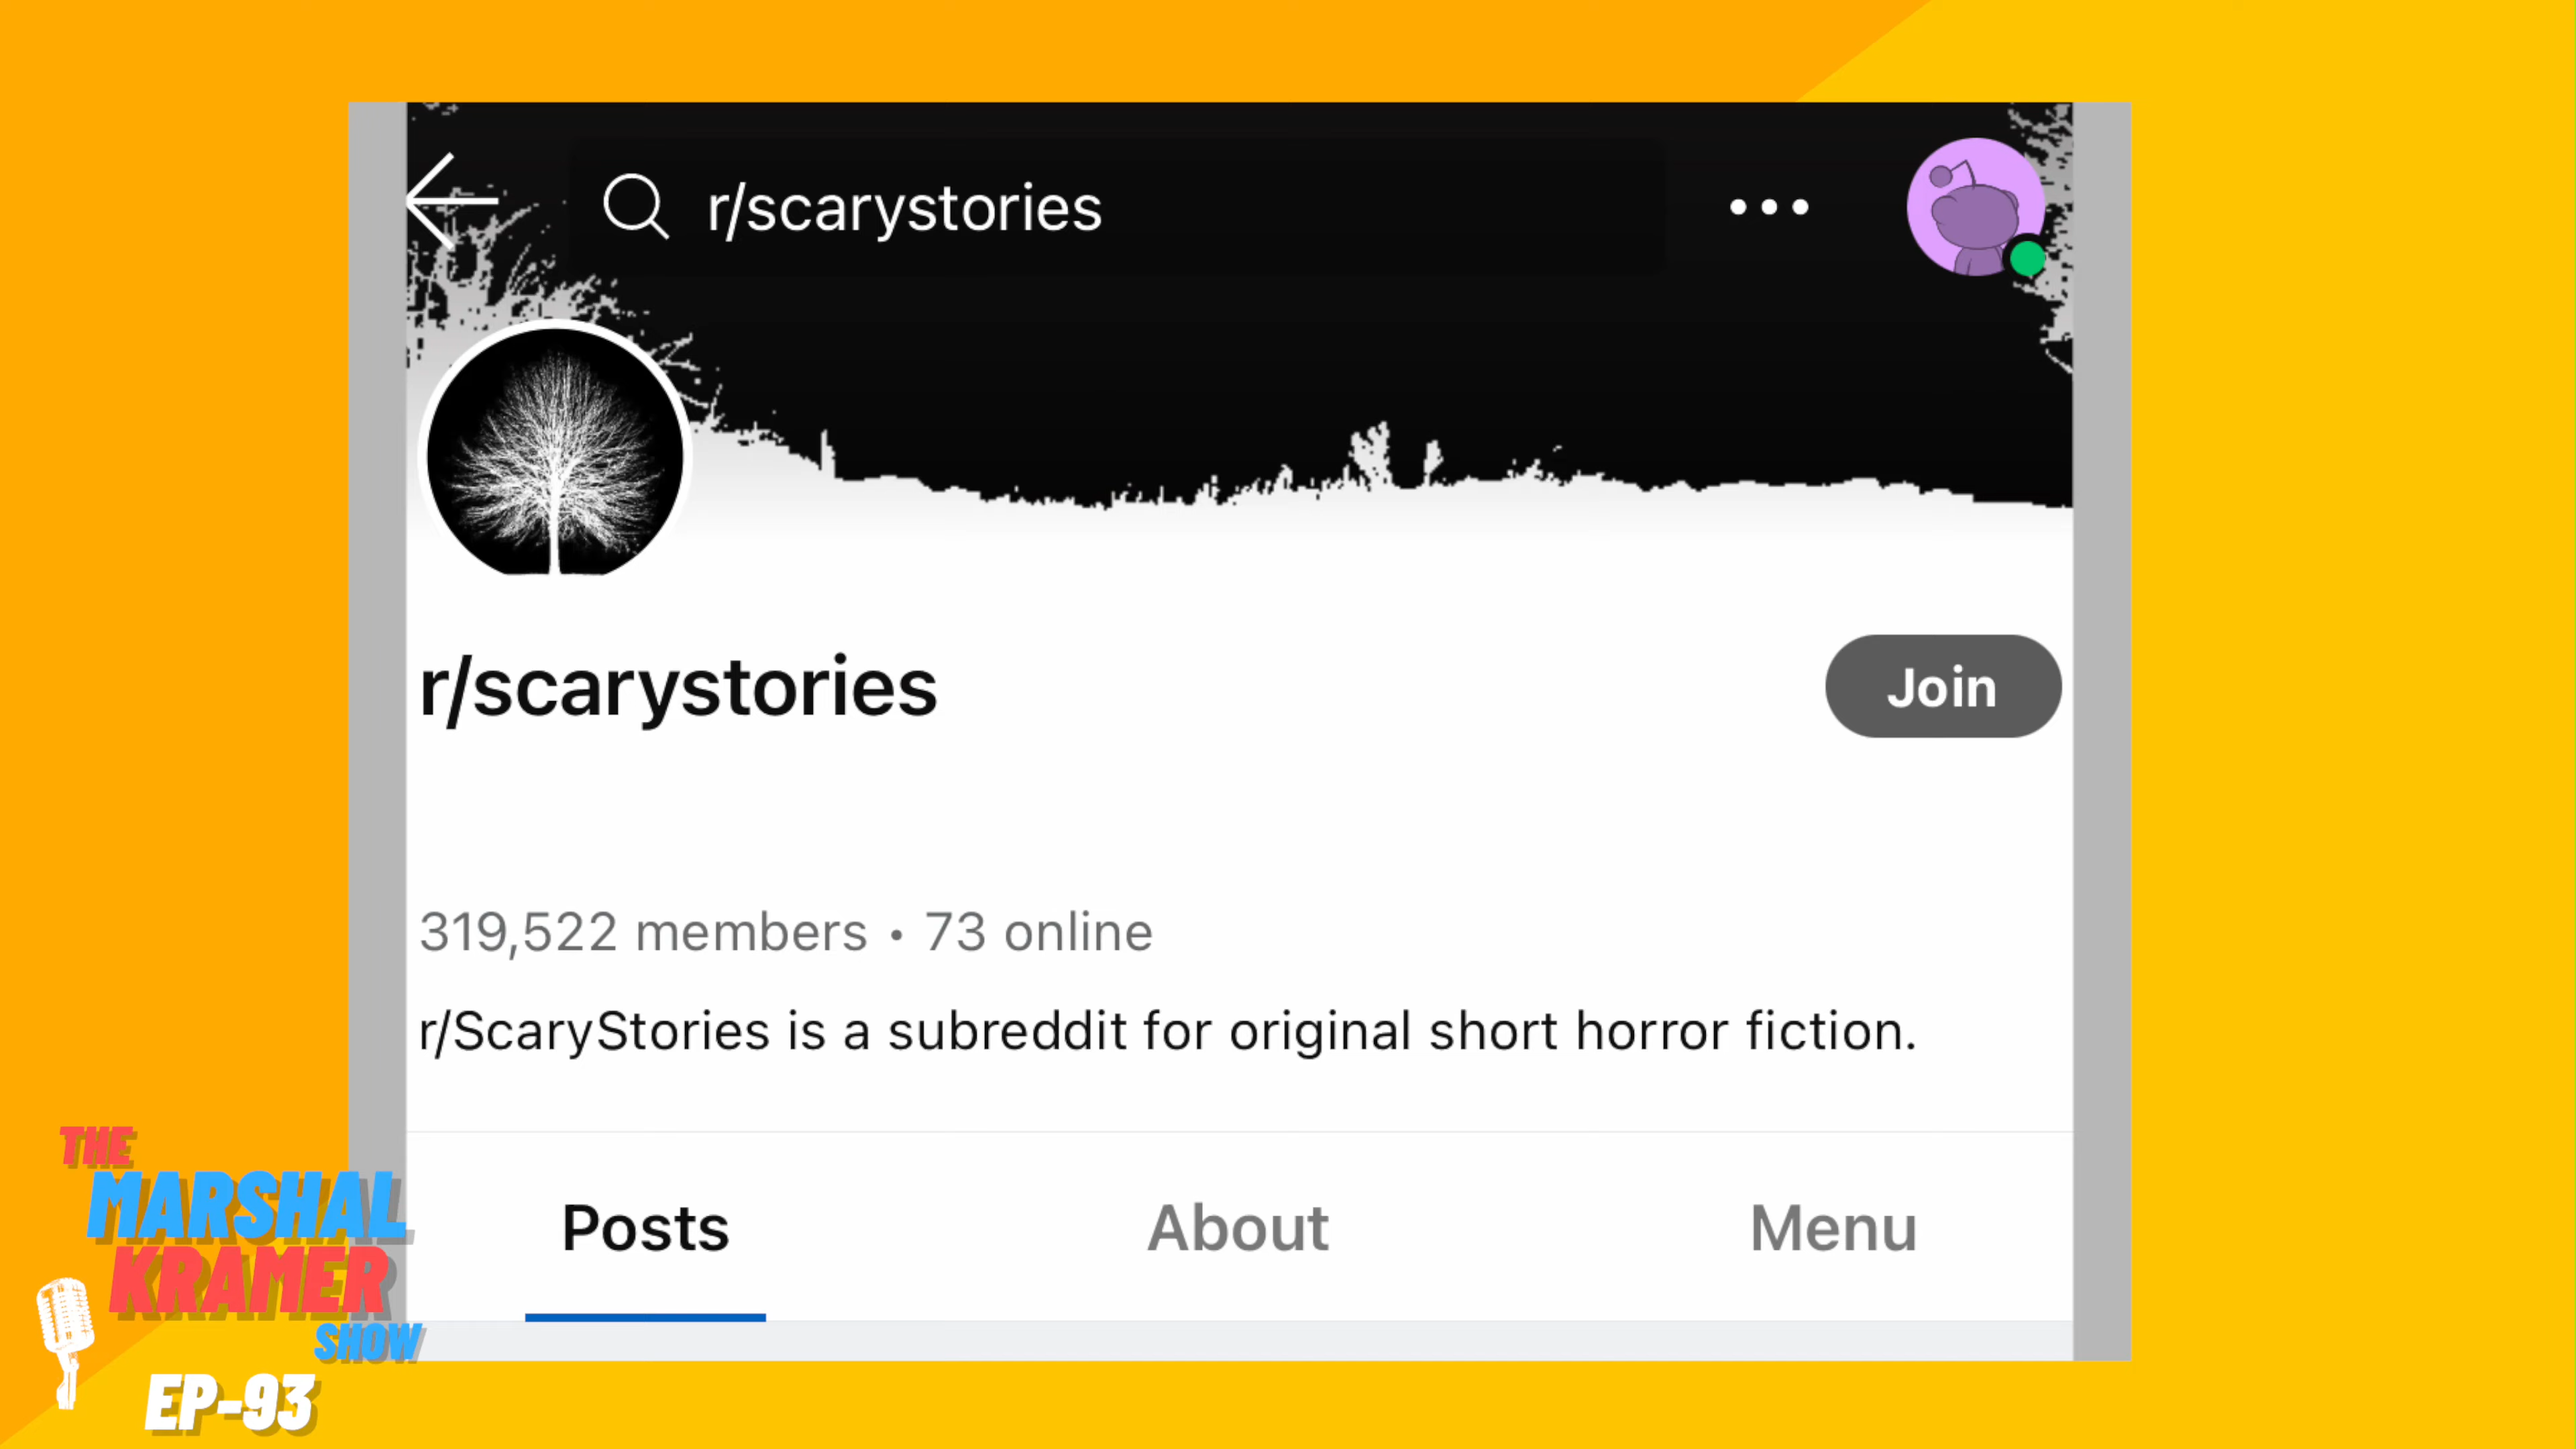 r/scarystories
r/scarystories
Join
319,522 members • 73 online
r/ScaryStories is a subreddit for original short horror fiction.
Posts
About
Menu
THE
MARSHAL
KRAMER
SHOW
EP-93